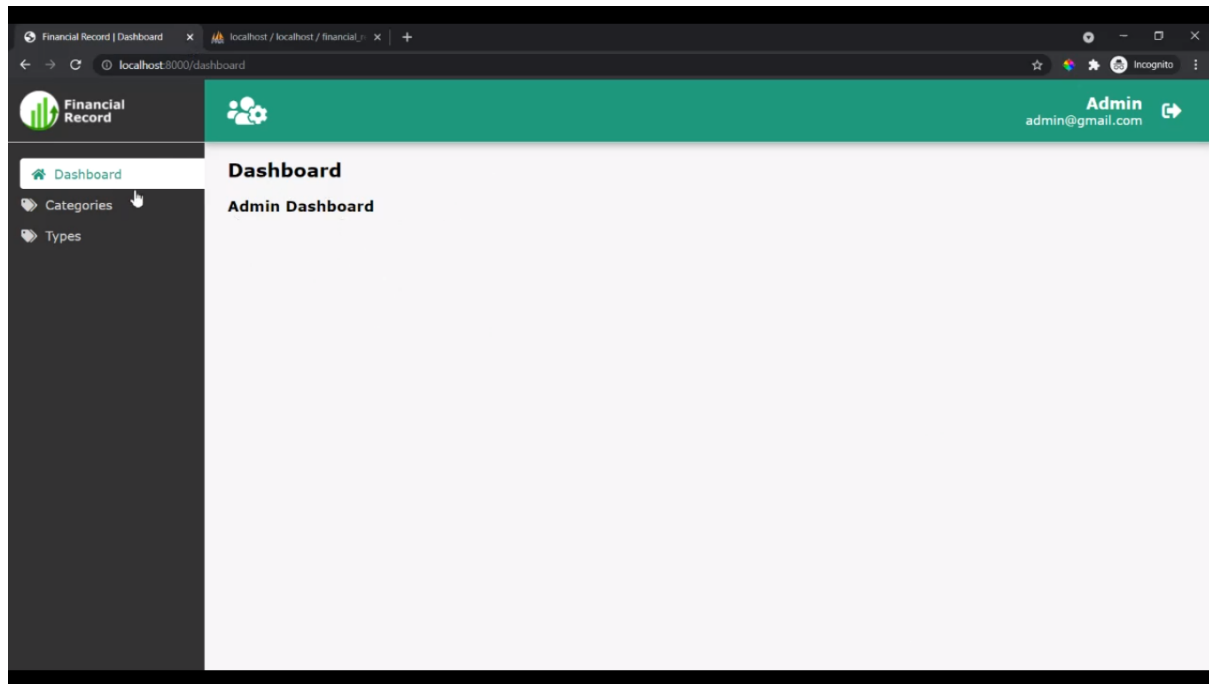 Financial Record | Dashboard
localhost / localhost / financial_r
localhost:8000/dashboard
Incognito
Financial
Record
Admin
admin@gmail.com
Dashboard
Categories
Types
Dashboard
Admin Dashboard